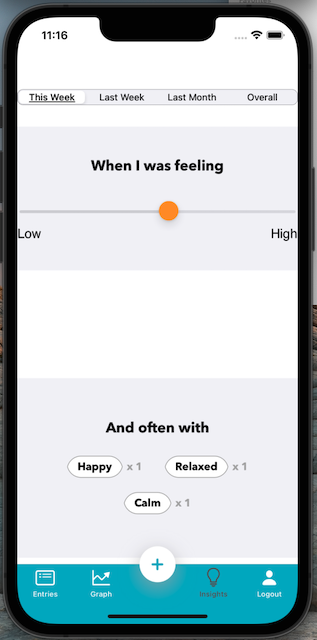 11:16
This Week Last Week Last Month Overall
When I was feeling
Low High
And often with
Happy x 1 Relaxed x 1
Calm x 1
+
Entries Graph Insights Logout